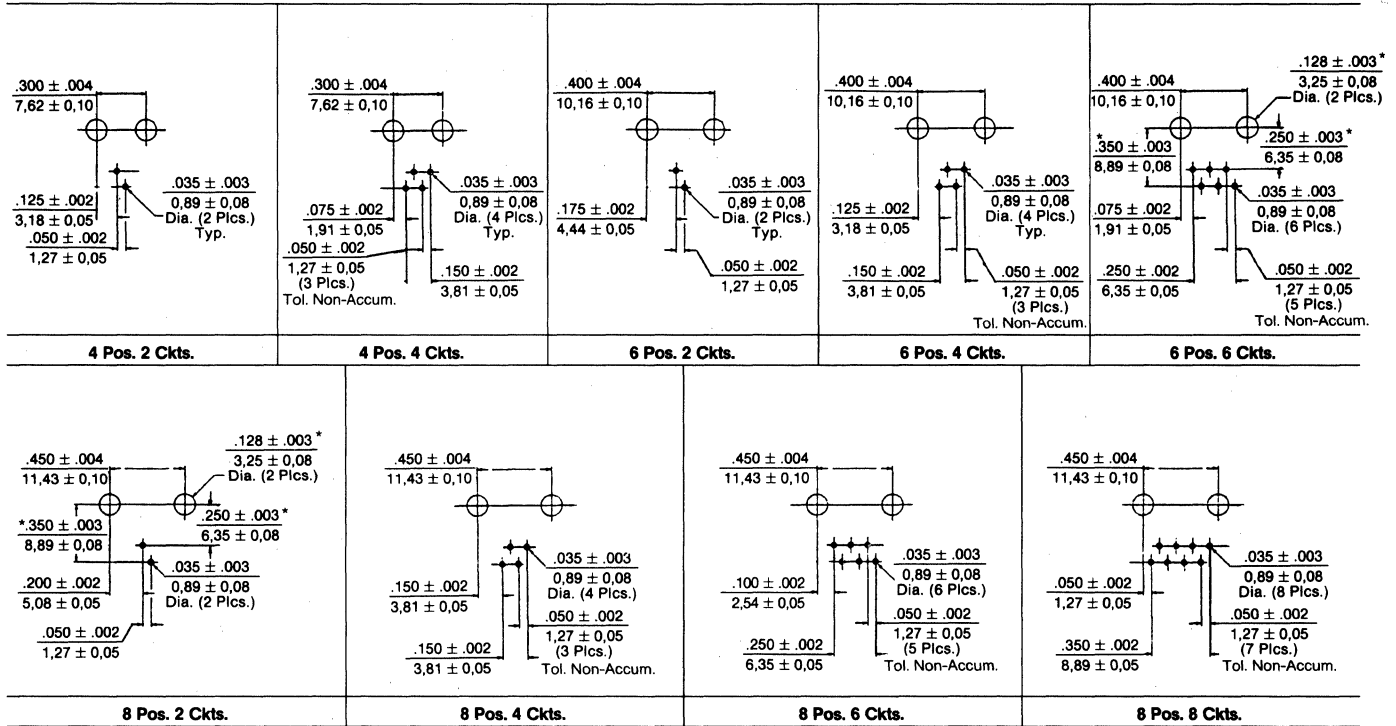 .300 ± .004
7,62 ± 0,10
.125 ± .002
3,18 ± 0,05
.050 ± .002
1,27 ± 0,05
.035 ± .003
0,89 ± 0,08
Dia. (2 Plcs.)
Typ.
4 Pos. 2 Ckts.
.300 ± .004
7,62 ± 0,10
.075 ± .002
1,91 ± 0,05
.050 ± .002
1,27 ± 0,05
(3 Plcs.)
Tol. Non-Accum.
.035 ± .003
0,89 ± 0,08
Dia. (4 Plcs.)
Typ.
.150 ± .002
3,81 ± 0,05
4 Pos. 4 Ckts.
.400 ± .004
10,16 ± 0,10
.175 ± .002
4,44 ± 0,05
.035 ± .003
0,89 ± 0,08
Dia. (2 Plcs.)
Typ.
.050 ± .002
1,27 ± 0,05
6 Pos. 2 Ckts.
.400 ± .004
10,16 ± 0,10
.125 ± .002
3,18 ± 0,05
.150 ± .002
3,81 ± 0,05
.035 ± .003
0,89 ± 0,08
Dia. (4 Plcs.)
Typ.
.050 ± .002
1,27 ± 0,05
(3 Plcs.)
Tol. Non-Accum.
6 Pos. 4 Ckts.
.128 ± .003*
3,25 ± 0,08
Dia. (2 Plcs.)
.400 ± .004
10,16 ± 0,10
*.350 ± .003
8,89 ± 0,08
.250 ± .003*
6,35 ± 0,08
.075 ± .002
1,91 ± 0,05
.250 ± .002
6,35 ± 0,05
.035 ± .003
0,89 ± 0,08
Dia. (6 Plcs.)
.050 ± .002
1,27 ± 0,05
(5 Plcs.)
Tol. Non-Accum.
6 Pos. 6 Ckts.
.128 ± .003*
3,25 ± 0,08
Dia. (2 Plcs.)
.450 ± .004
11,43 ± 0,10
*.350 ± .003
8,89 ± 0,08
.250 ± .003*
6,35 ± 0,08
.200 ± .002
5,08 ± 0,05
.035 ± .003
0,89 ± 0,08
Dia. (2 Plcs.)
.050 ± .002
1,27 ± 0,05
8 Pos. 2 Ckts.
.450 ± .004
11,43 ± 0,10
.150 ± .002
3,81 ± 0,05
.150 ± .002
3,81 ± 0,05
.035 ± .003
0,89 ± 0,08
Dia. (4 Plcs.)
.050 ± .002
1,27 ± 0,05
(3 Plcs.)
Tol. Non-Accum.
8 Pos. 4 Ckts.
.450 ± .004
11,43 ± 0,10
.100 ± .002
2,54 ± 0,05
.250 ± .002
6,35 ± 0,05
.035 ± .003
0,89 ± 0,08
Dia. (6 Plcs.)
.050 ± .002
1,27 ± 0,05
(5 Plcs.)
Tol. Non-Accum.
8 Pos. 6 Ckts.
.450 ± .004
11,43 ± 0,10
.050 ± .002
1,27 ± 0,05
.350 ± .002
8,89 ± 0,05
.035 ± .003
0,89 ± 0,08
Dia. (8 Plcs.)
.050 ± .002
1,27 ± 0,05
(7 Plcs.)
Tol. Non-Accum.
8 Pos. 8 Ckts.